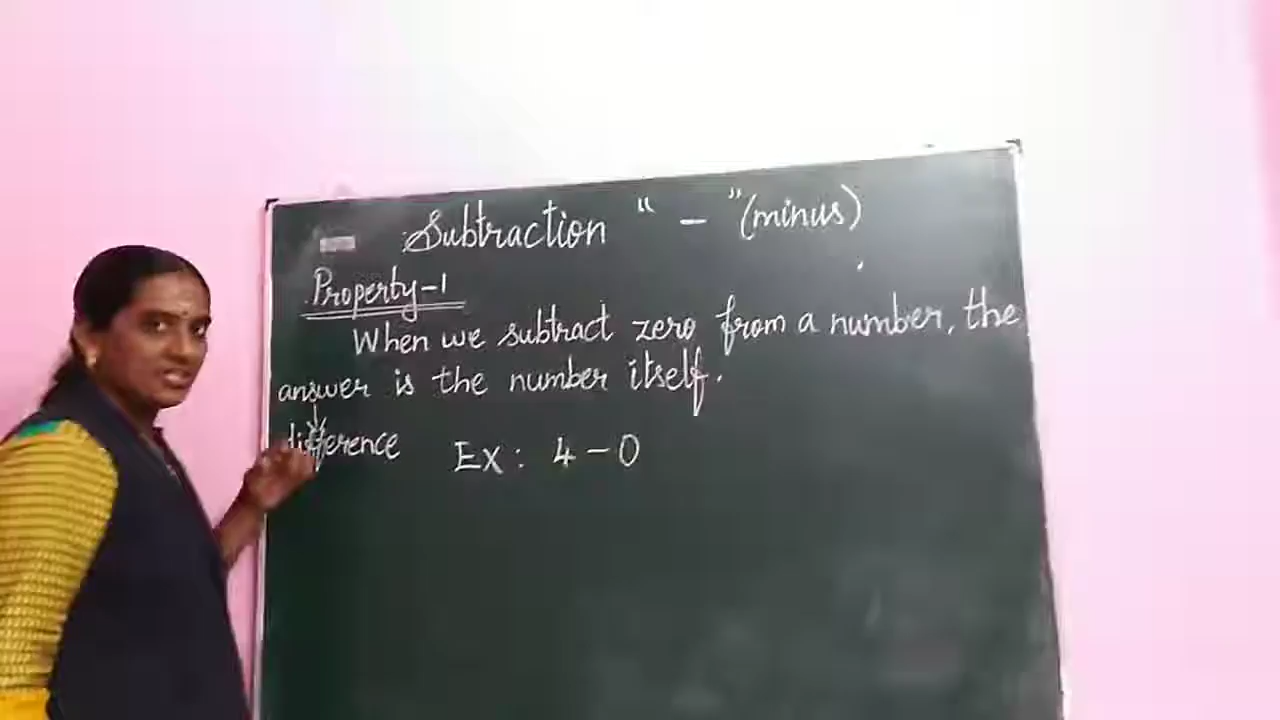 Subtraction " - " (minus)
Property-1
When we subtract zero from a number, the
answer is the number itself.
difference Ex: 4-0